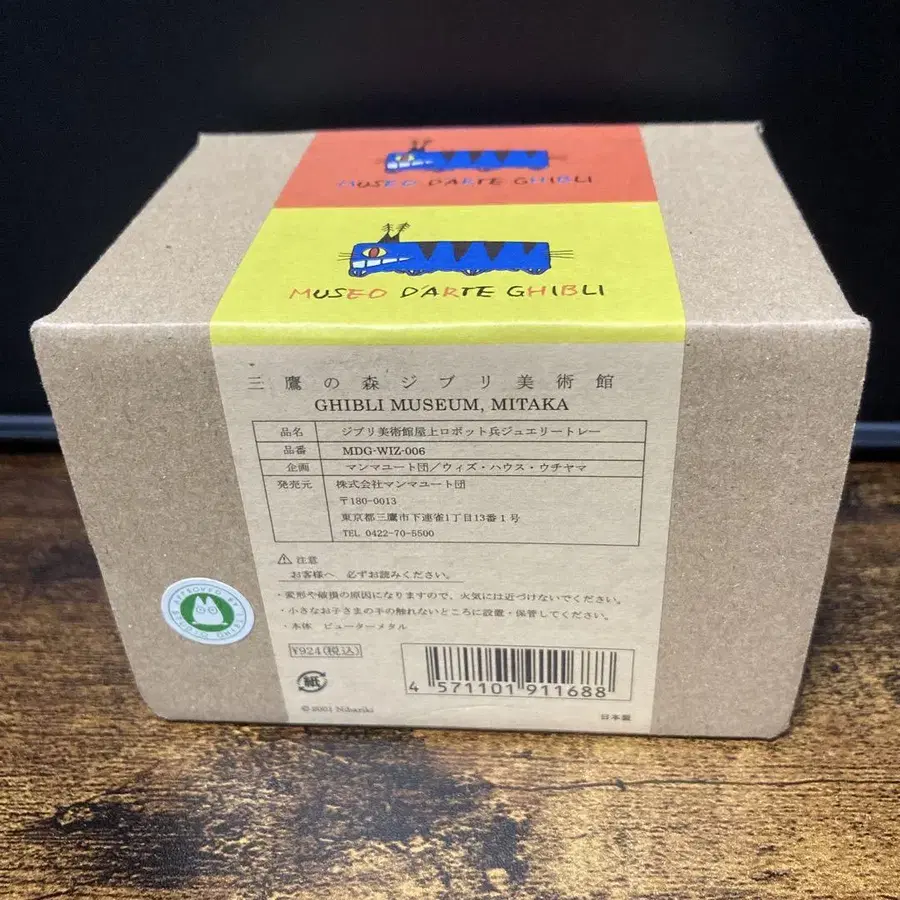 MUSEO D'ARTE GHIBLI
MUSEO D'ARTE GHIBLI
三鷹の森ジブリ美術館
GHIBLI MUSEUM, MITAKA
品名 ジブリ美術館屋上ロボット兵ジュエリートレー
品番 MDG-WIZ-006
企画 マンマユート団/ウィズ・ハウス・ウチヤマ
発売元 株式会社マンマユート団
〒180-0013
東京都三鷹市下連雀1丁目13番1号
TEL 0422-70-5500
⚠注意
お客様へ 必ずお読みください。
・変形や破損の原因になりますので、火気には近づけないでください。
・小さなお子さまの手の触れないところに設置・保管してください。
・本体 ピューターメタル
¥924(税込)
紙
4 571101 911688
© 2001 Nibariki
日本製
APPROVED BY STUDIO GHIBLI